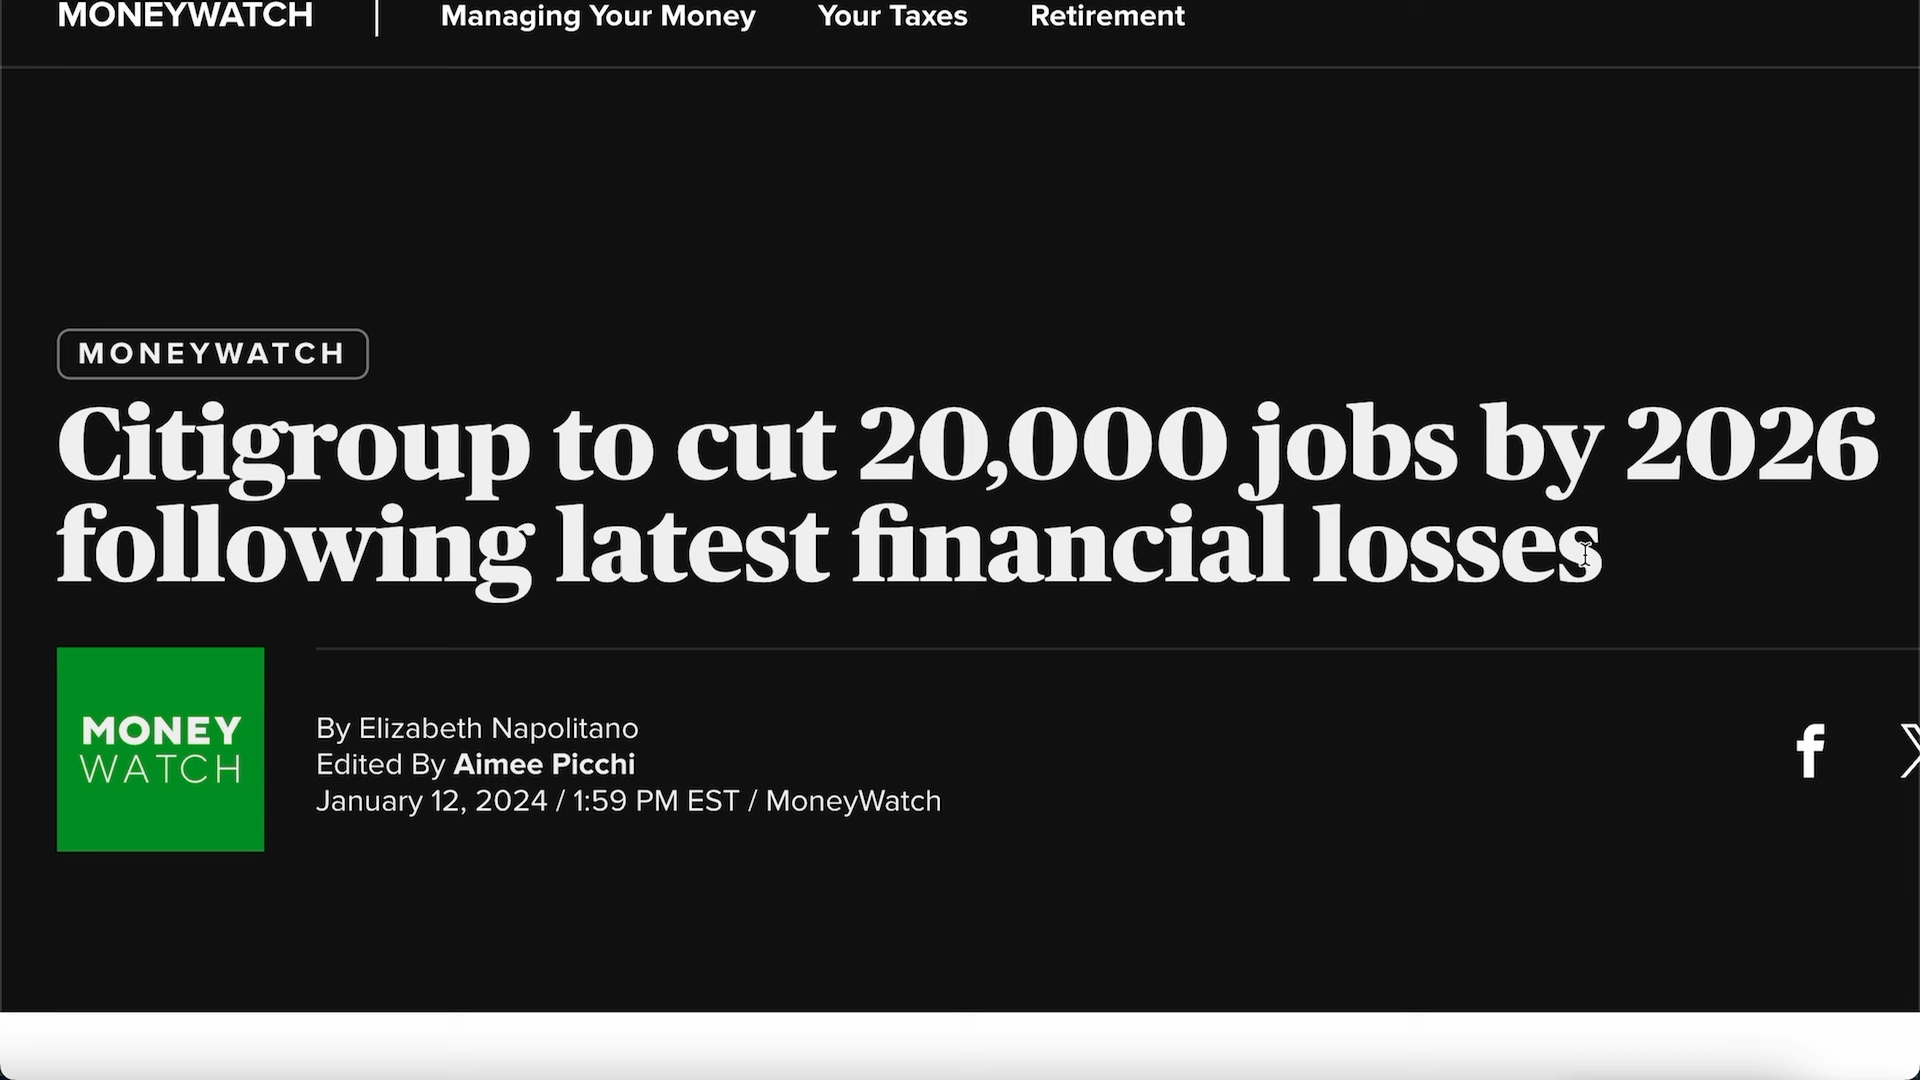 MONEYWATCH | Managing Your Money Your Taxes Retirement
MONEYWATCH
Citigroup to cut 20,000 jobs by 2026
following latest financial losses
MONEY
WATCH
By Elizabeth Napolitano
Edited By Aimee Picchi
January 12, 2024 / 1:59 PM EST / MoneyWatch